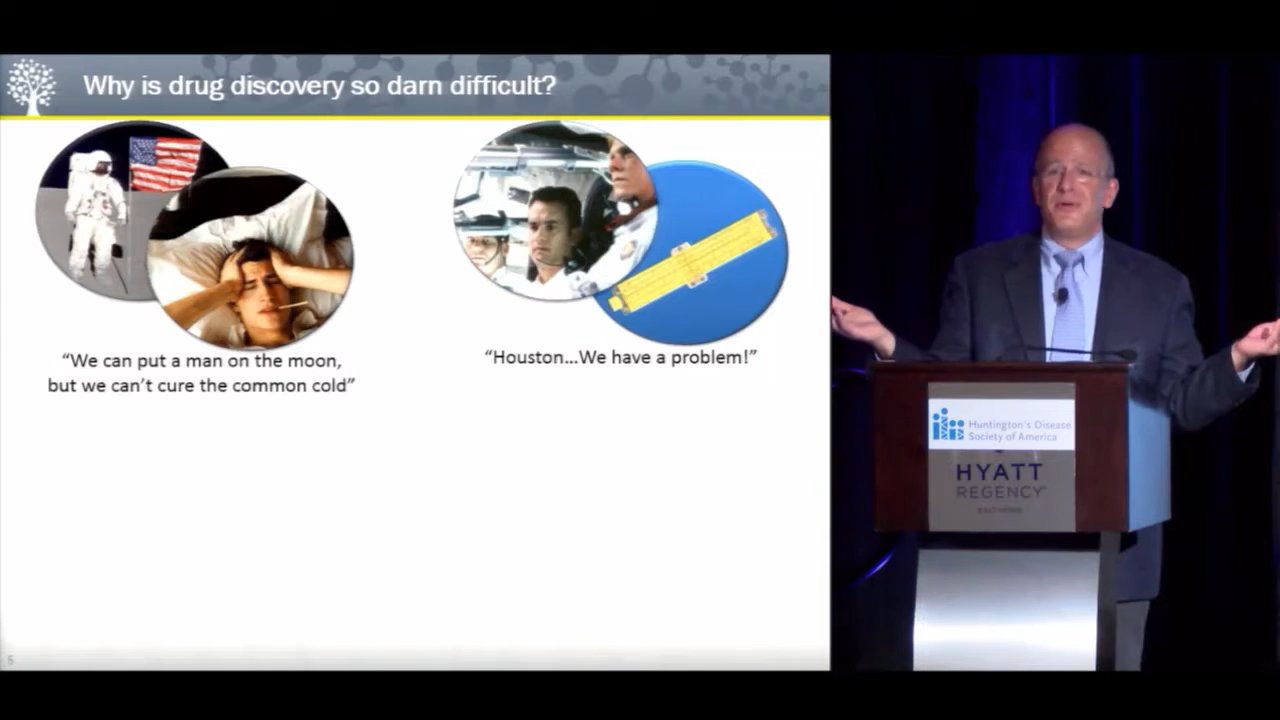 Why is drug discovery so darn difficult?
“We can put a man on the moon,
but we can’t cure the common cold”
“Houston...We have a problem!”
5
Huntington's Disease
Society of America
HYATT
REGENCY